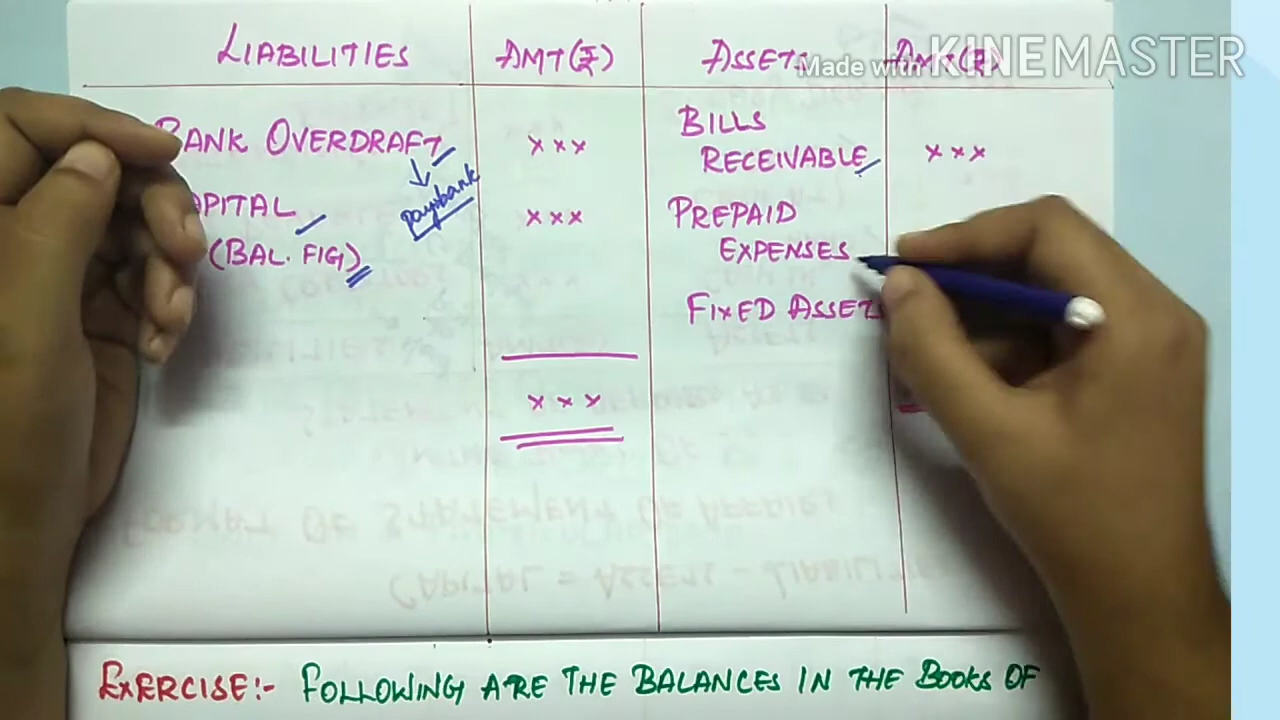 LIABILITIES AMT(₹) ASSETS AMT(₹)
Made with KINEMASTER
BANK OVERDRAFT xxx BILLS
RECEIVABLE xxx
CAPITAL xxx PREPAID
(BAL. FIG) EXPENSES
FIXED ASSETS
xxx
EXERCISE:- FOLLOWING ARE THE BALANCES IN THE BOOKS OF